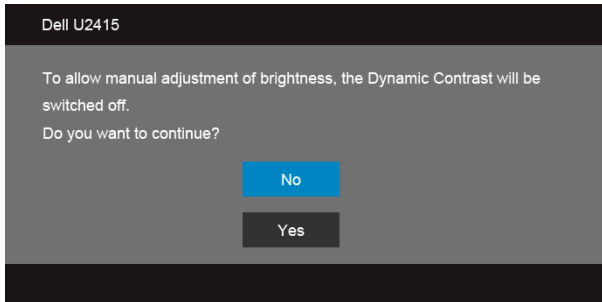 Dell U2415
To allow manual adjustment of brightness, the Dynamic Contrast will be
switched off.
Do you want to continue?
No
Yes